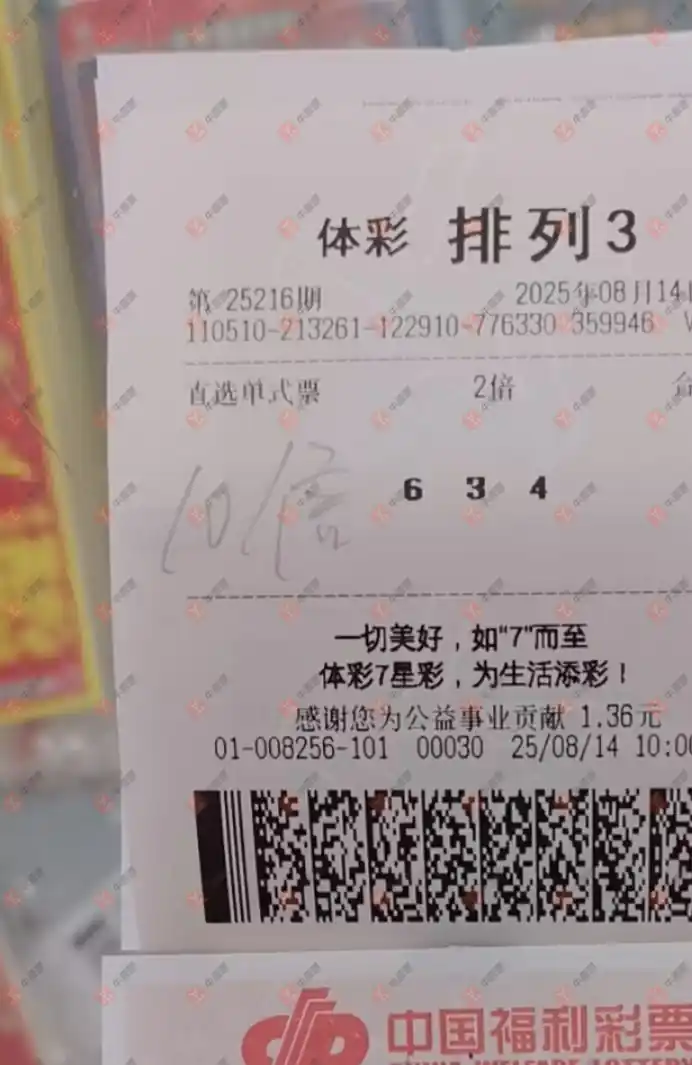 体彩 排列3
第 25216期 2025年08月14
110510-213261-122910-776330 359946
直选单式票 2倍
10倍
6 3 4
一切美好，如"7"而至
体彩7星彩，为生活添彩！
感谢您为公益事业贡献 1.36元
01-008256-101 00030 25/08/14 10:00
中国福利彩票